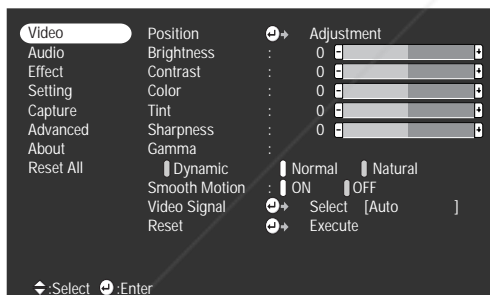 Video Position Adjustment
Audio Brightness : 0 - +
Effect Contrast : 0 - +
Setting Color : 0 - +
Capture Tint : 0 - +
Advanced Sharpness : 0 - +
About Gamma :
Reset All Dynamic Normal Natural
Smooth Motion : ON OFF
Video Signal Select [Auto ]
Reset Execute
:Select :Enter